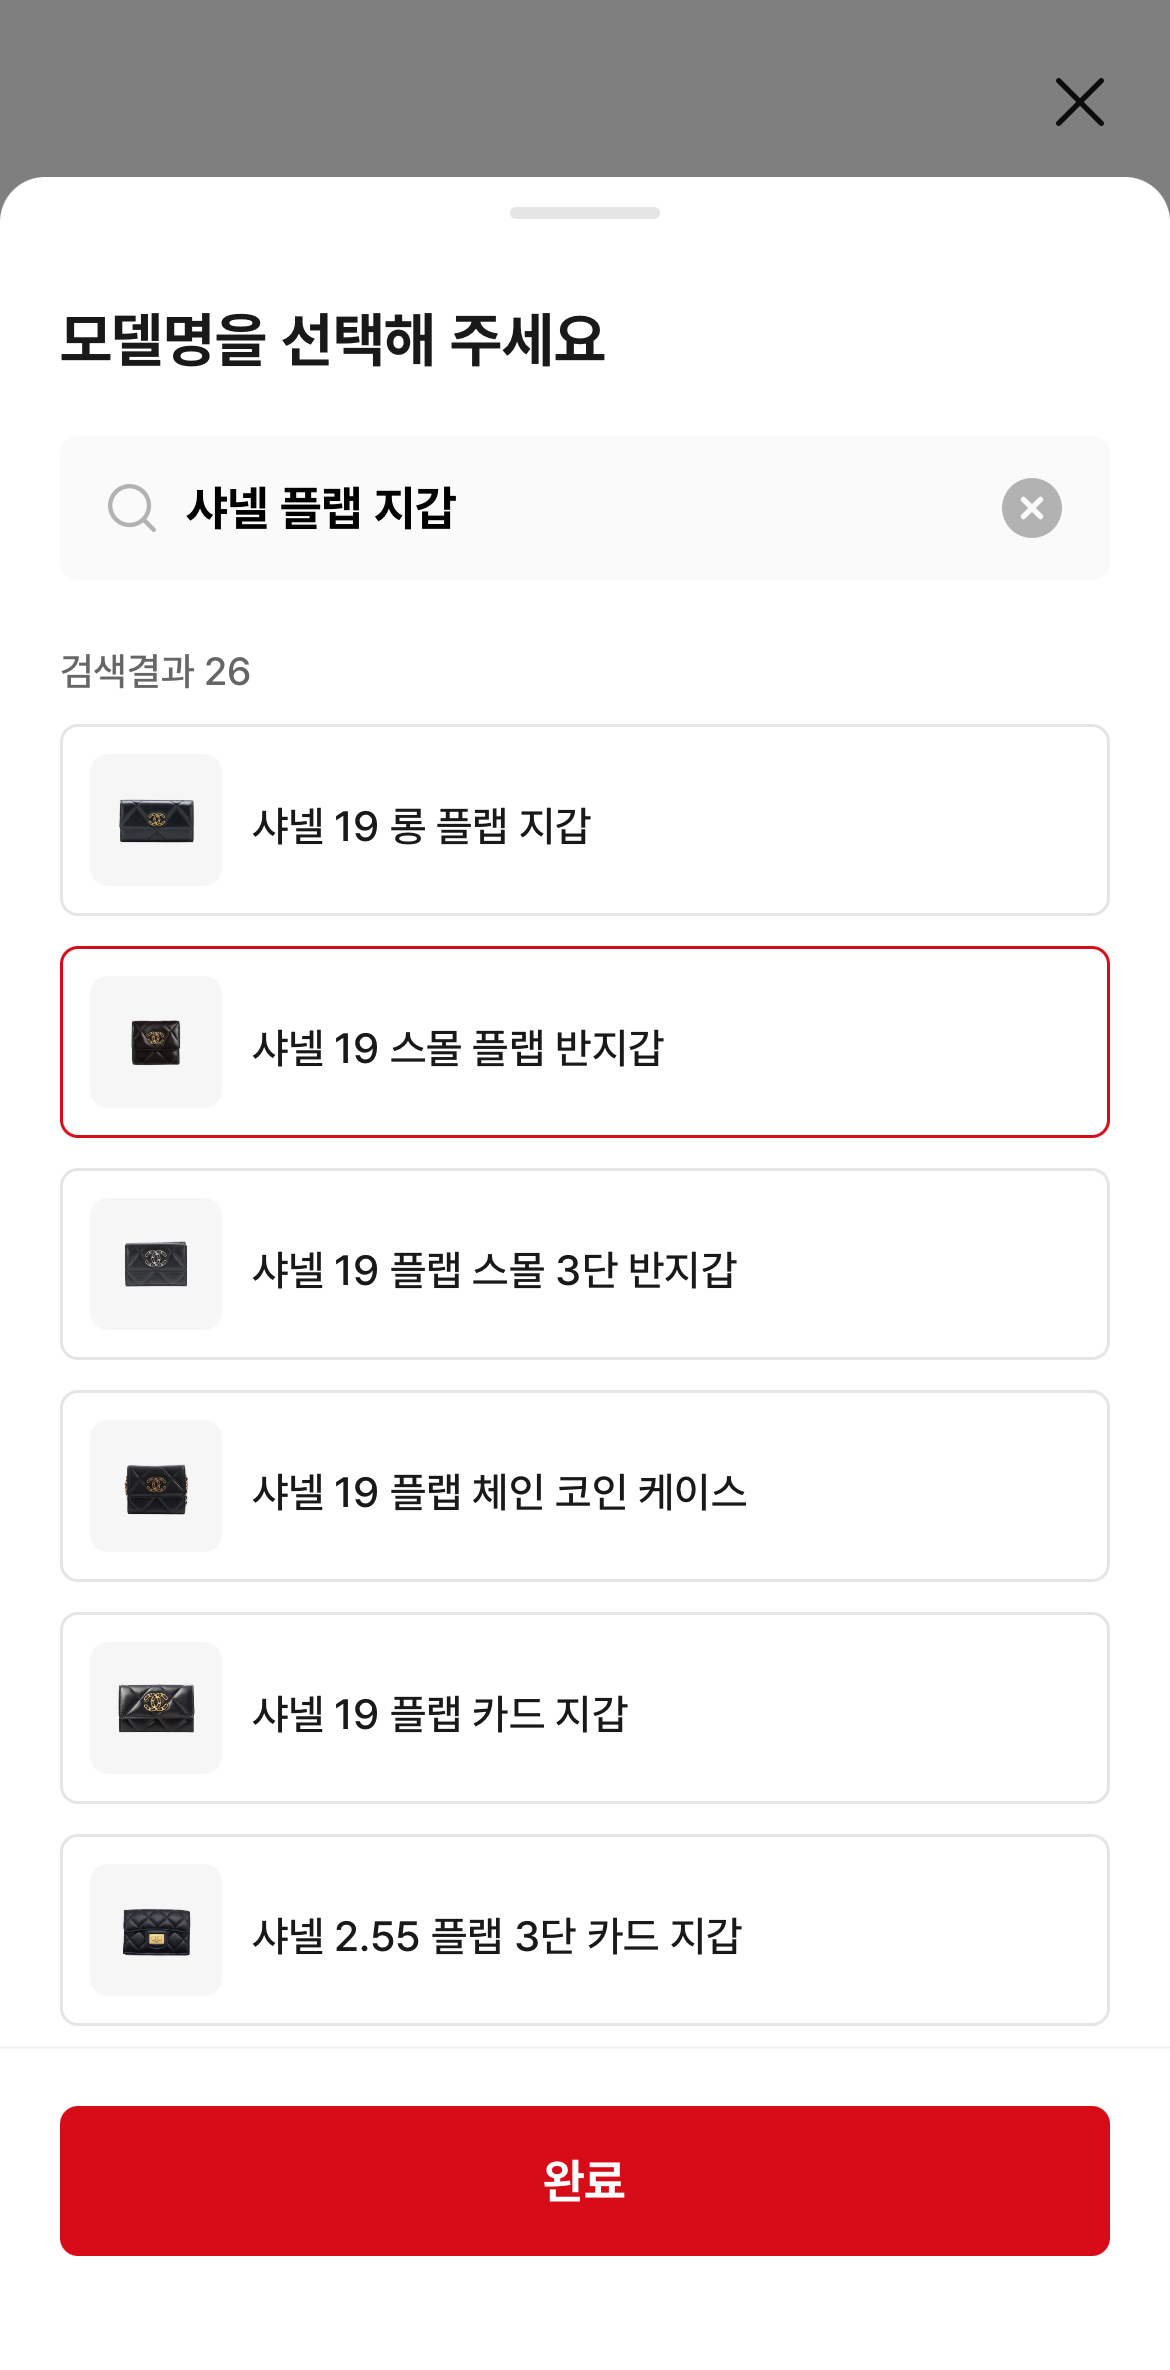 모델명을 선택해 주세요
샤넬 플랩 지갑
검색결과 26
샤넬 19 롱 플랩 지갑
샤넬 19 스몰 플랩 반지갑
샤넬 19 플랩 스몰 3단 반지갑
샤넬 19 플랩 체인 코인 케이스
샤넬 19 플랩 카드 지갑
샤넬 2.55 플랩 3단 카드 지갑
완료